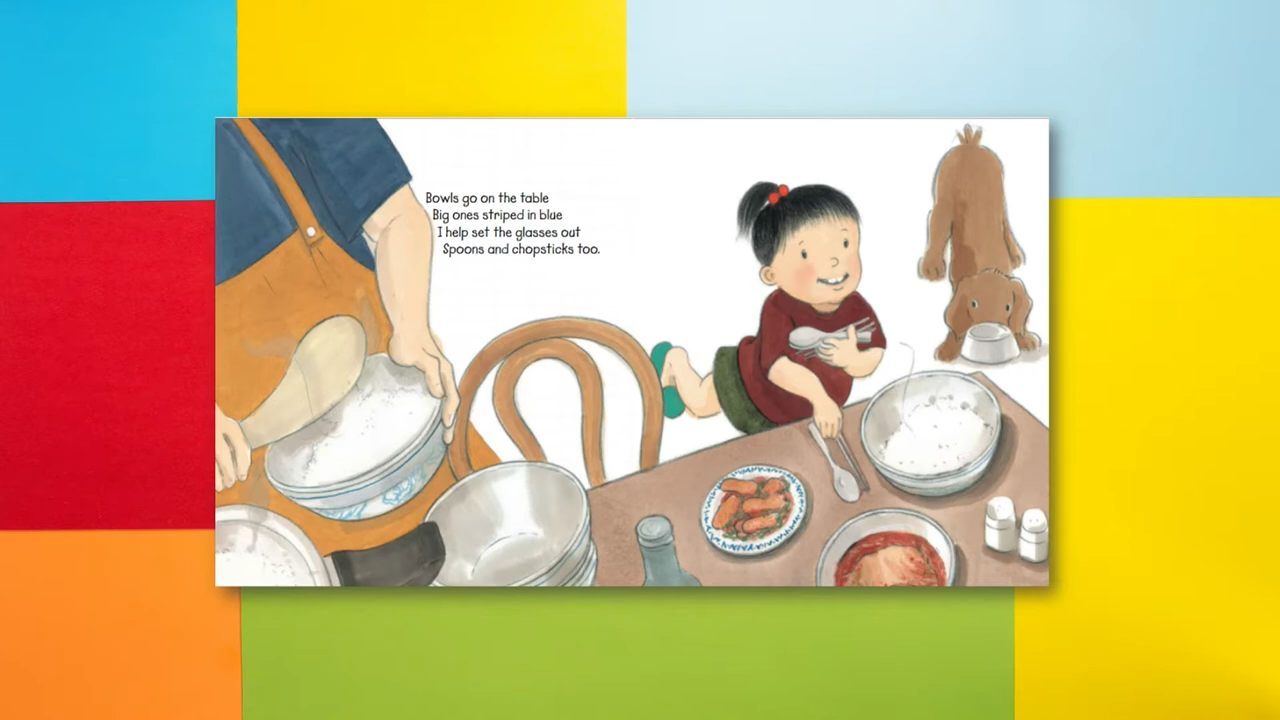 Bowls go on the table
Big ones striped in blue
I help set the glasses out
Spoons and chopsticks too.